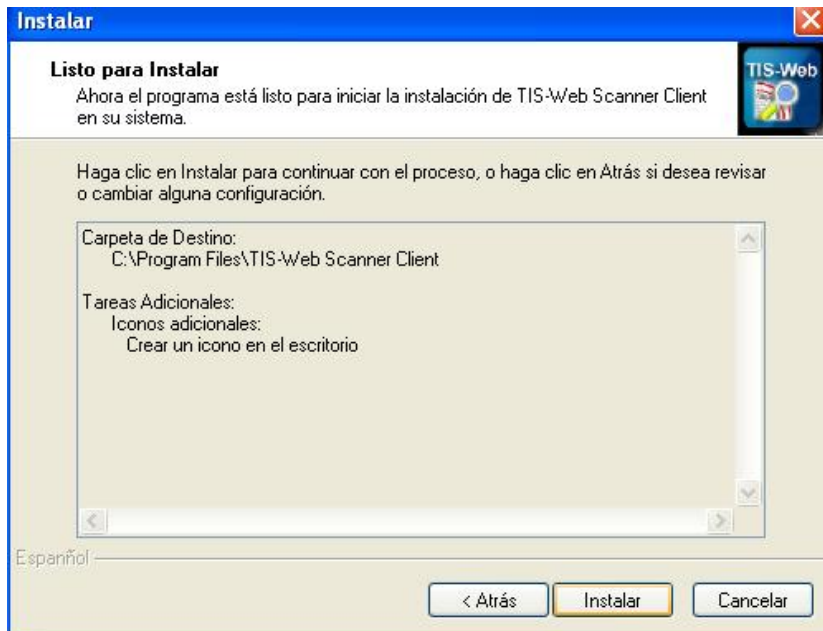 Instalar
Listo para Instalar
Ahora el programa está listo para iniciar la instalación de TIS-Web Scanner Client
en su sistema.
TIS-Web
Haga clic en Instalar para continuar con el proceso, o haga clic en Atrás si desea revisar
o cambiar alguna configuración.
Carpeta de Destino:
C:\Program Files\TIS-Web Scanner Client
Tareas Adicionales:
Iconos adicionales:
Crear un icono en el escritorio
Espanñol
< Atrás
Instalar
Cancelar